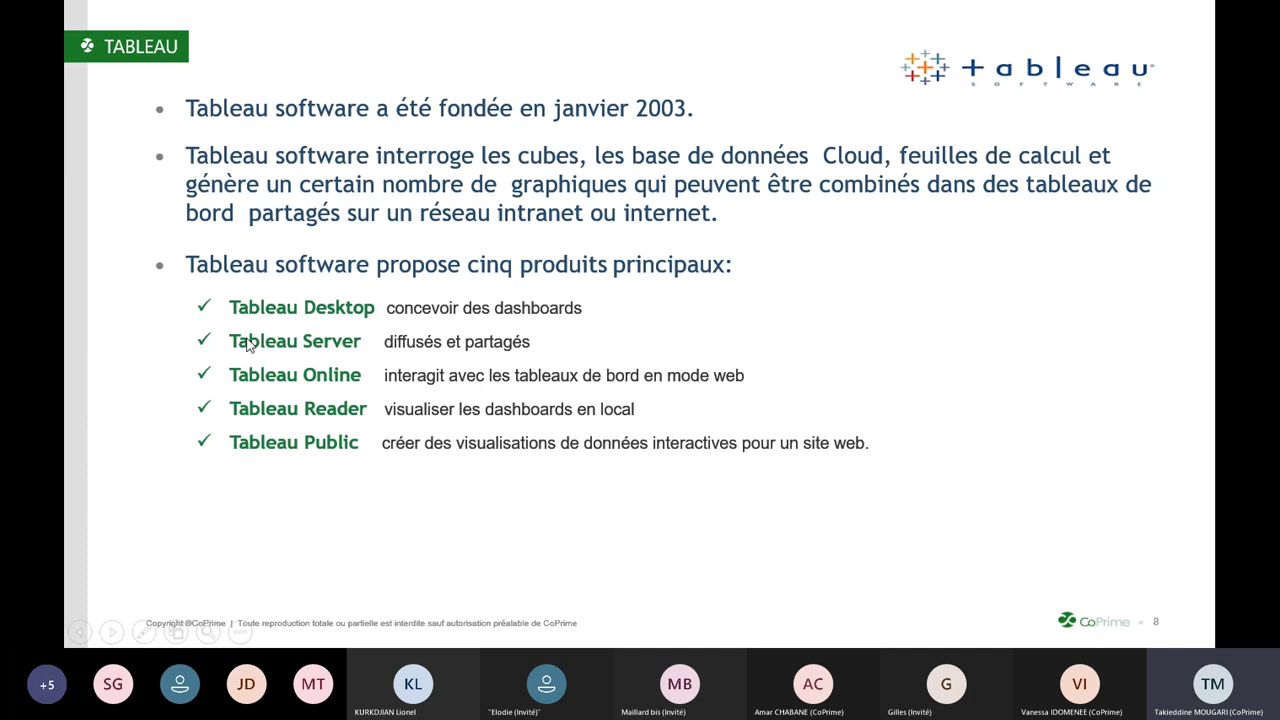 TABLEAU
tableau
SOFTWARE
Tableau software a été fondée en janvier 2003.
Tableau software interroge les cubes, les base de données Cloud, feuilles de calcul et
génère un certain nombre de graphiques qui peuvent être combinés dans des tableaux de
bord partagés sur un réseau intranet ou internet.
Tableau software propose cinq produits principaux:
Tableau Desktop concevoir des dashboards
Tableau Server diffusés et partagés
Tableau Online interagit avec les tableaux de bord en mode web
Tableau Reader visualiser les dashboards en local
Tableau Public créer des visualisations de données interactives pour un site web.
Copyright ©CoPrime | Toute reproduction totale ou partielle est interdite sauf autorisation préalable de CoPrime
CoPrime 8
+5 SG JD MT KL MB AC G VI TM
KURKDJIAN Lionel "Elodie (Invité)" Maillard bis (Invité) Amar CHABANE (CoPrime) Gilles (Invité) Vanessa IDOMENEE (CoPrime) Takieddine MOUGARI (CoPrime)